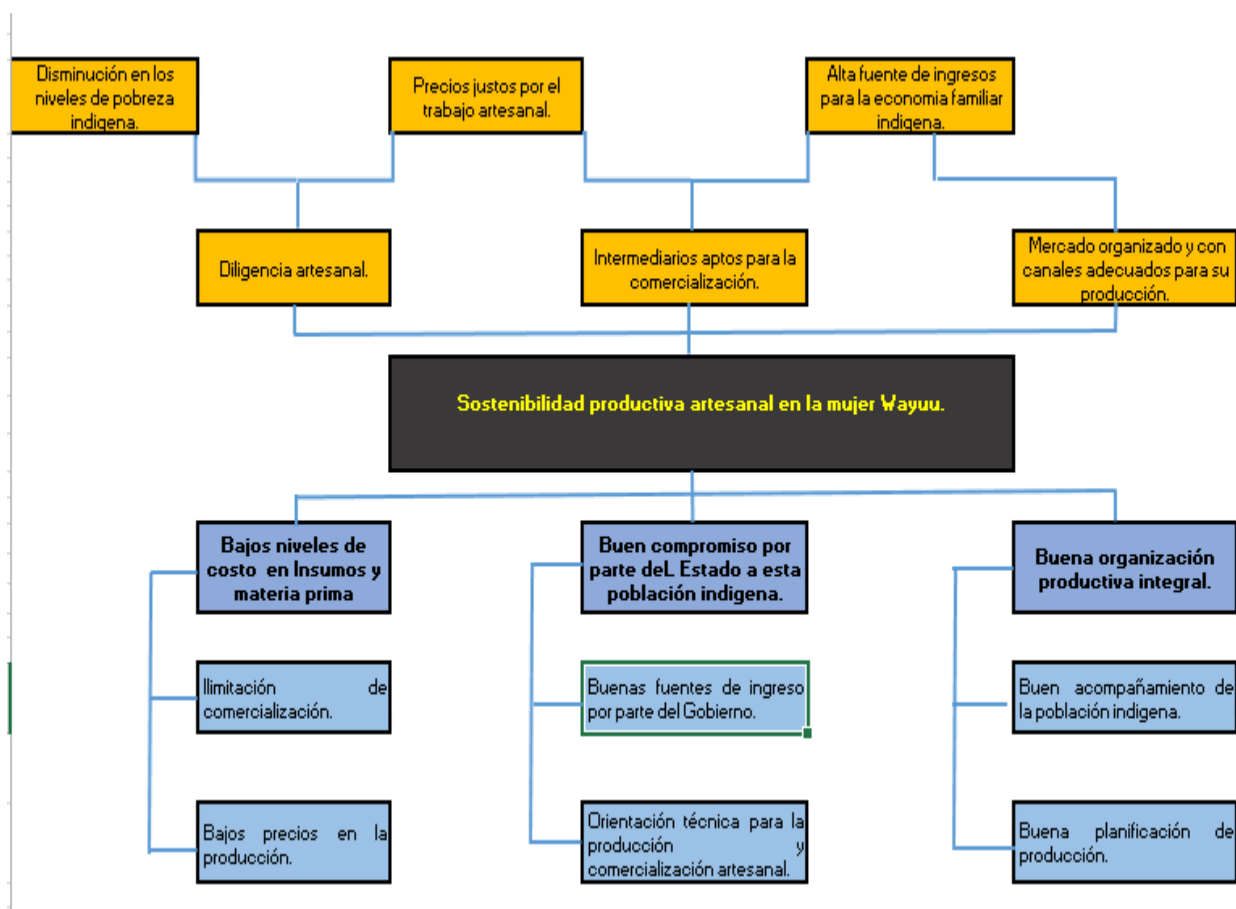 Disminución en los
niveles de pobreza
indigena.
Precios justos por el
trabajo artesanal.
Alta fuente de ingresos
para la economia familiar
indigena.
Diligencia artesanal.
Intermediarios aptos para la
comercialización.
Mercado organizado y con
canales adecuados para su
producción.
Sostenibilidad productiva artesanal en la mujer Wayuu.
Bajos niveles de
costo en Insumos y
materia prima
Buen compromiso por
parte deL Estado a esta
población indigena.
Buena organización
productiva integral.
Ilimitación de
comercialización.
Buenas fuentes de ingreso
por parte del Gobierno.
Buen acompañamiento de
la población indigena.
Bajos precios en la
producción.
Orientación técnica para la
producción y
comercialización artesanal.
Buena planificación de
producción.